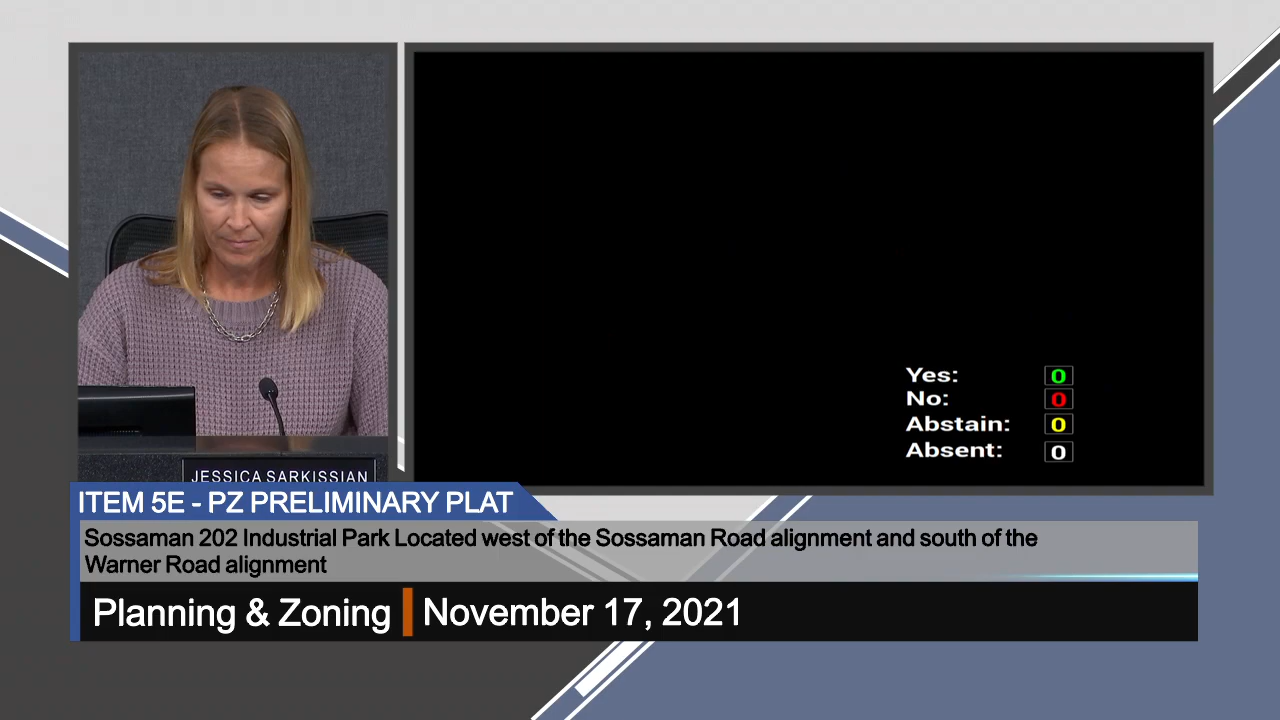 Yes: 0
No: 0
Abstain: 0
Absent: 0
JESSICA SARKISSIAN
ITEM 5E - PZ PRELIMINARY PLAT
Sossaman 202 Industrial Park Located west of the Sossaman Road alignment and south of the
Warner Road alignment
Planning & Zoning
November 17, 2021